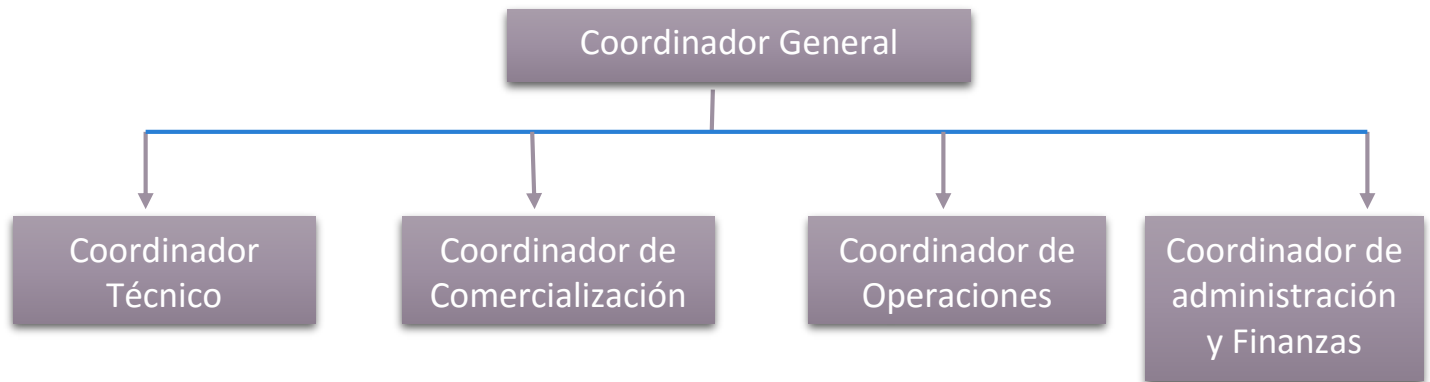 Coordinador General
Coordinador
Técnico
Coordinador de
Comercialización
Coordinador de
Operaciones
Coordinador de
administración
y Finanzas